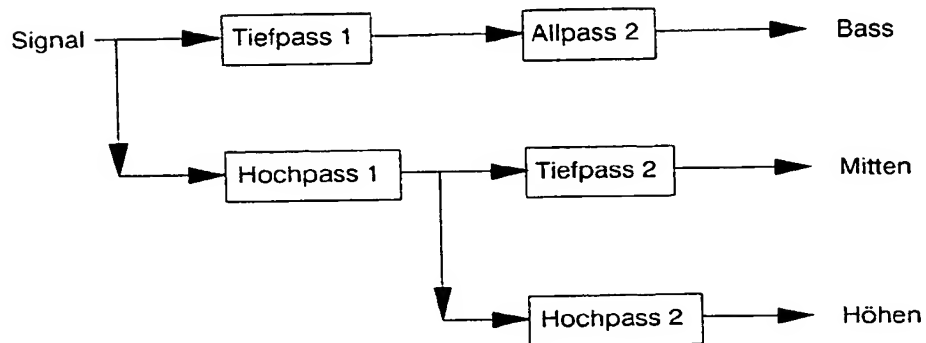 Signal Tiefpass 1 Allpass 2 Bass
Hochpass 1 Tiefpass 2 Mitten
Hochpass 2 Höhen